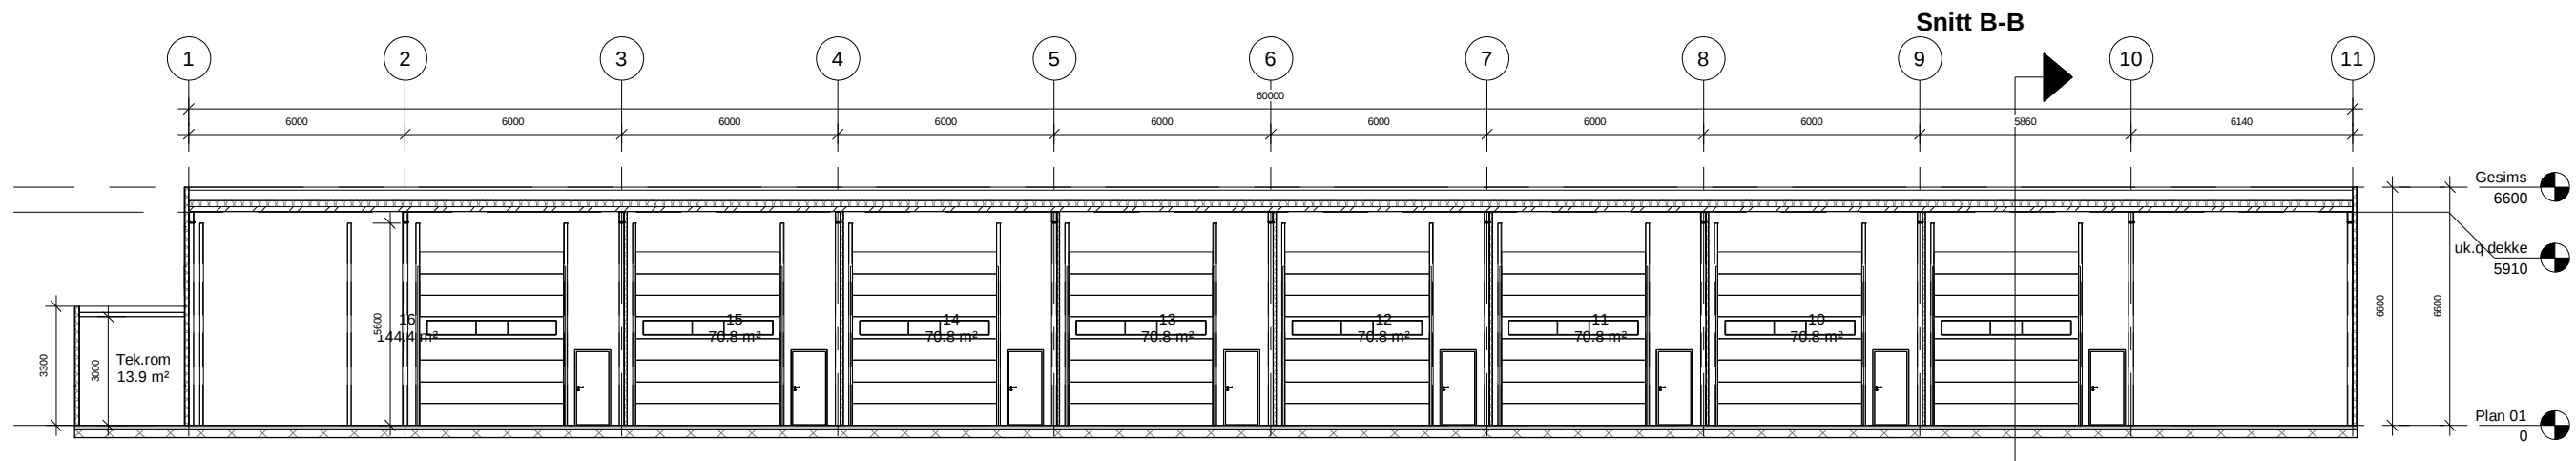 Snitt B-B
1 2 3 4 5 6 7 8 9 10 11
60000
6000 6000 6000 6000 6000 6000 6000 6000 5860 6140
Gesims
6600
uk.q dekke
5910
Plan 01
0
6600
6600
3300
3000
Tek.rom
13.9 m²
5600
16
144.4 m²
15
70.8 m²
14
70.8 m²
13
70.8 m²
12
70.8 m²
11
70.8 m²
10
70.8 m²